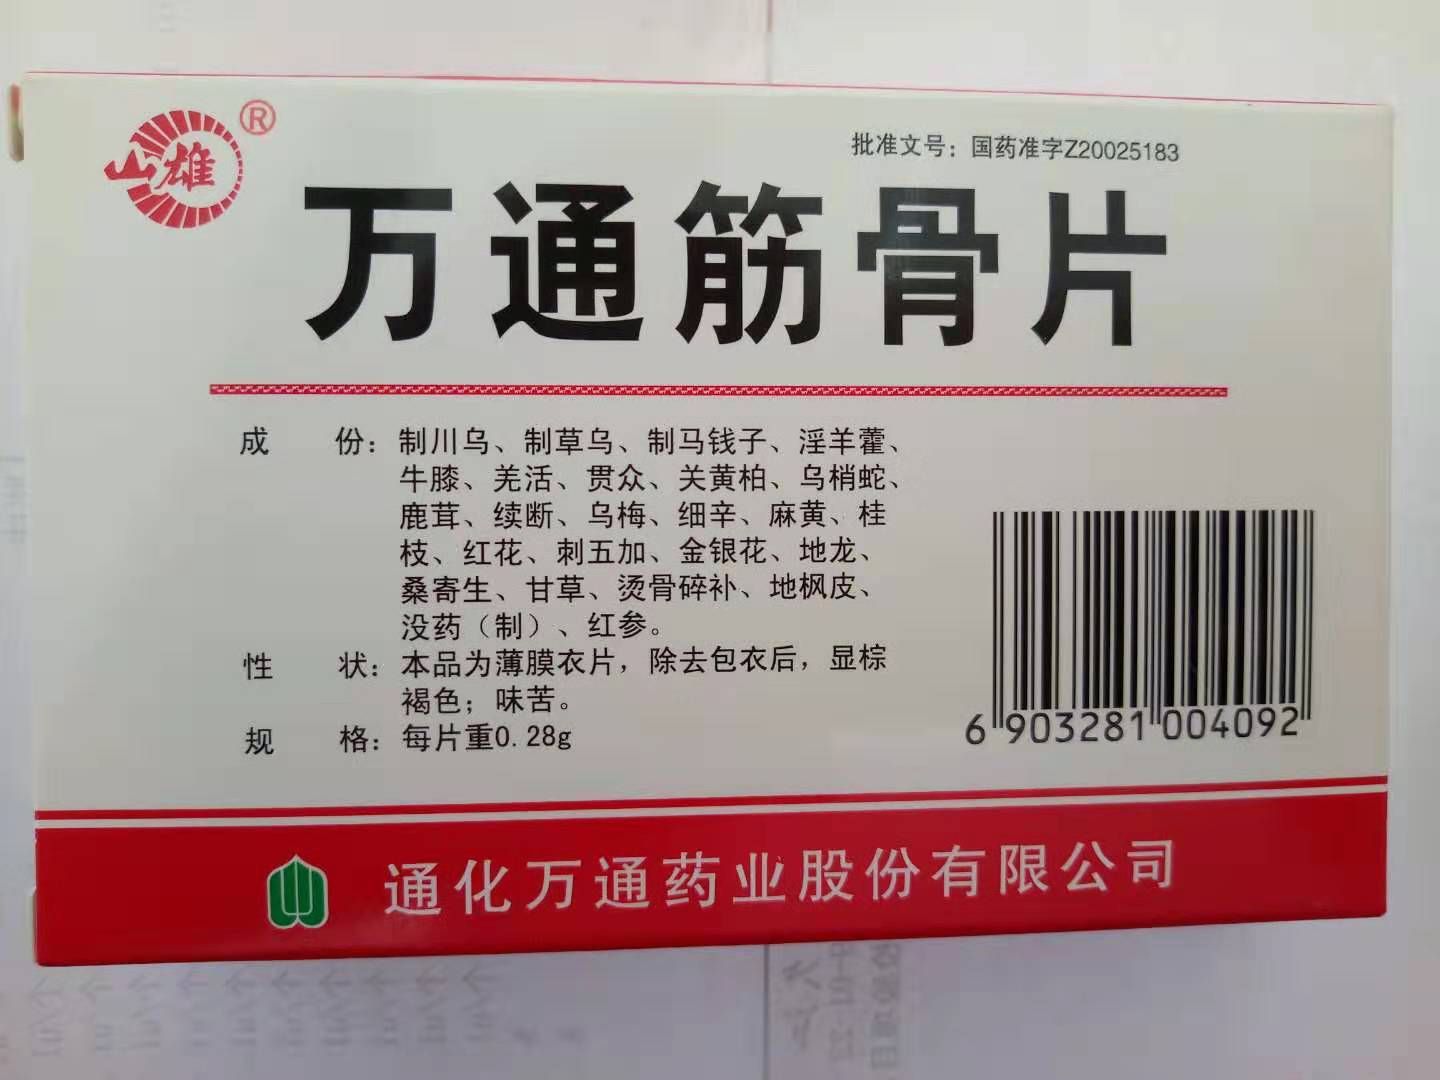 山雄®
批准文号：国药准字Z20025183
万通筋骨片
成　份：制川乌、制草乌、制马钱子、淫羊藿、
牛膝、羌活、贯众、关黄柏、乌梢蛇、
鹿茸、续断、乌梅、细辛、麻黄、桂
枝、红花、刺五加、金银花、地龙、
桑寄生、甘草、烫骨碎补、地枫皮、
没药（制）、红参。
性　状：本品为薄膜衣片，除去包衣后，显棕
褐色；味苦。
规　格：每片重0.28g
6 903281 004092
通化万通药业股份有限公司